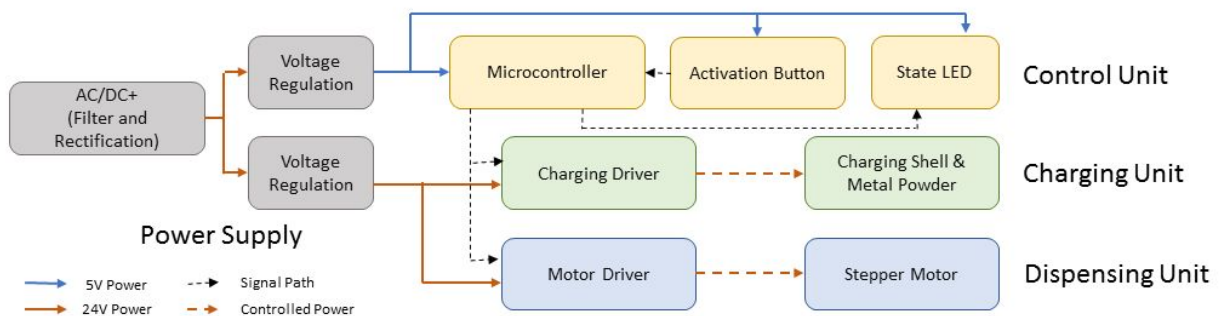 Voltage
Regulation
Microcontroller
Activation Button
State LED
Control Unit
AC/DC+
(Filter and
Rectification)
Voltage
Regulation
Charging Driver
Charging Shell &
Metal Powder
Charging Unit
Power Supply
Motor Driver
Stepper Motor
Dispensing Unit
5V Power
Signal Path
24V Power
Controlled Power